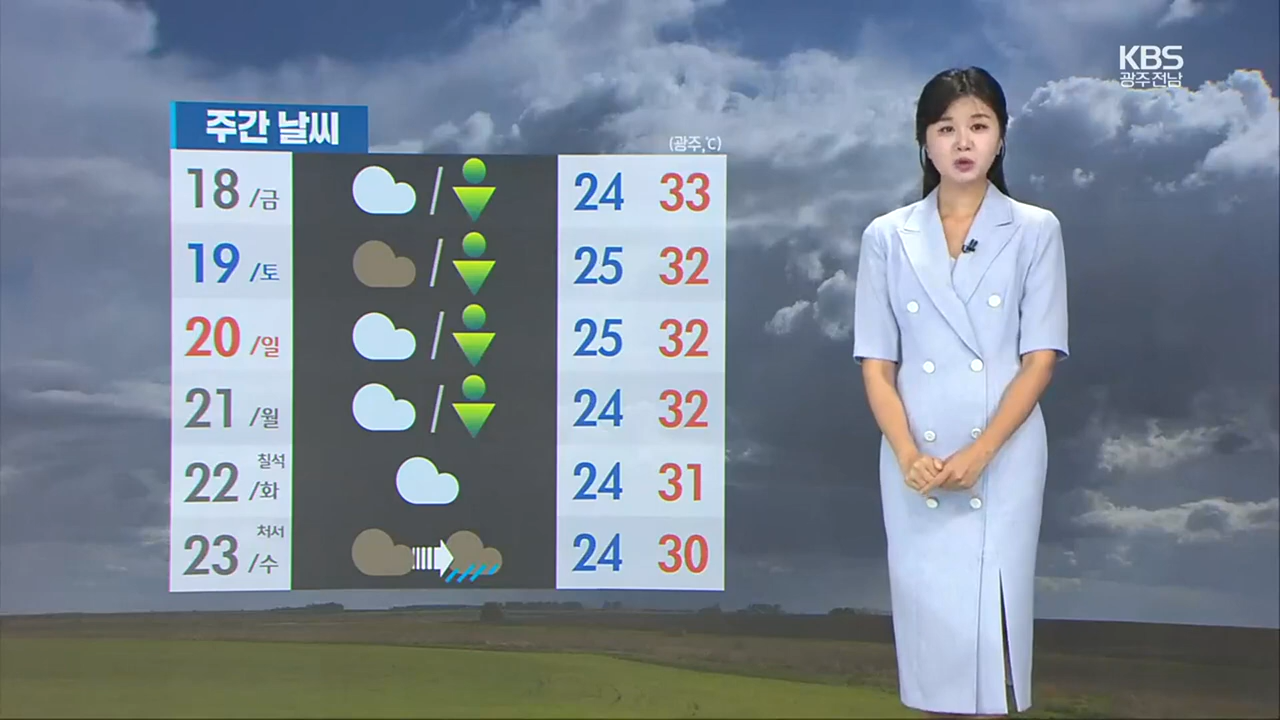 KBS
광주전남
주간 날씨
(광주,℃)
18 /금 24 33
19 /토 25 32
20 /일 25 32
21 /월 24 32
칠석
22 /화 24 31
처서
23 /수 24 30